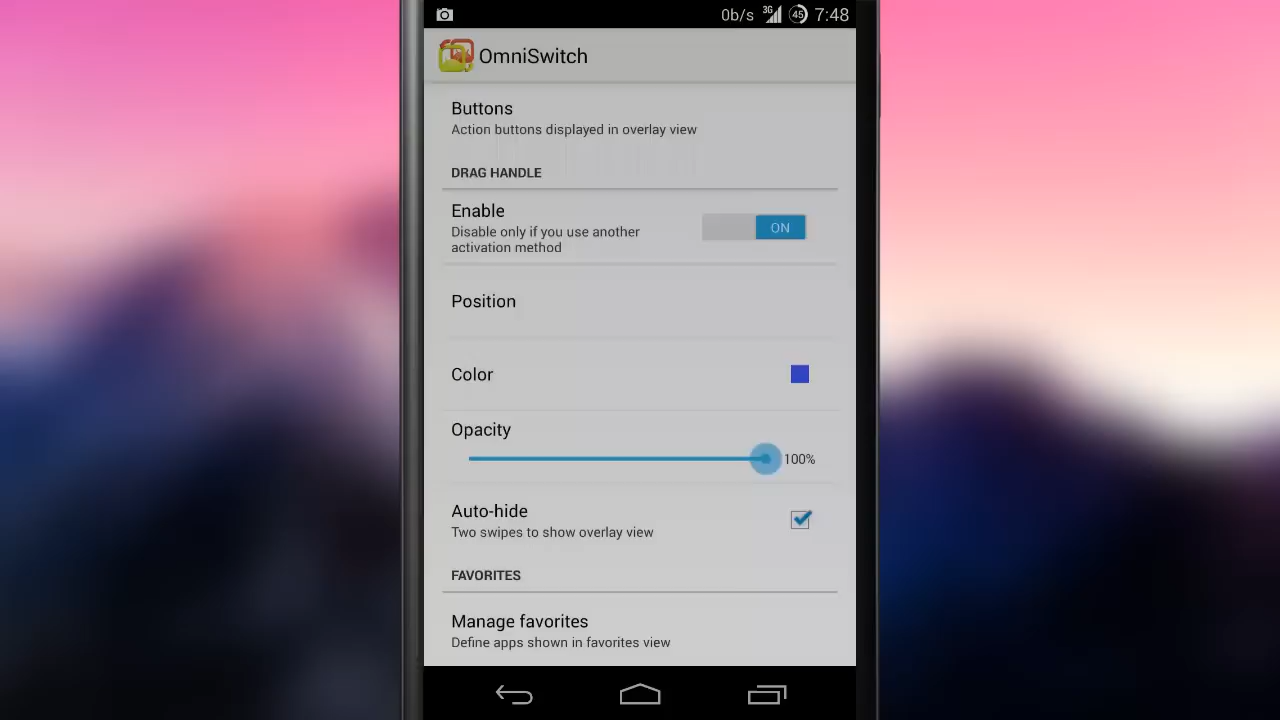 0b/s 3G 45 7:48
OmniSwitch
Buttons
Action buttons displayed in overlay view
DRAG HANDLE
Enable
Disable only if you use another
activation method
ON
Position
Color
Opacity
100%
Auto-hide
Two swipes to show overlay view
FAVORITES
Manage favorites
Define apps shown in favorites view